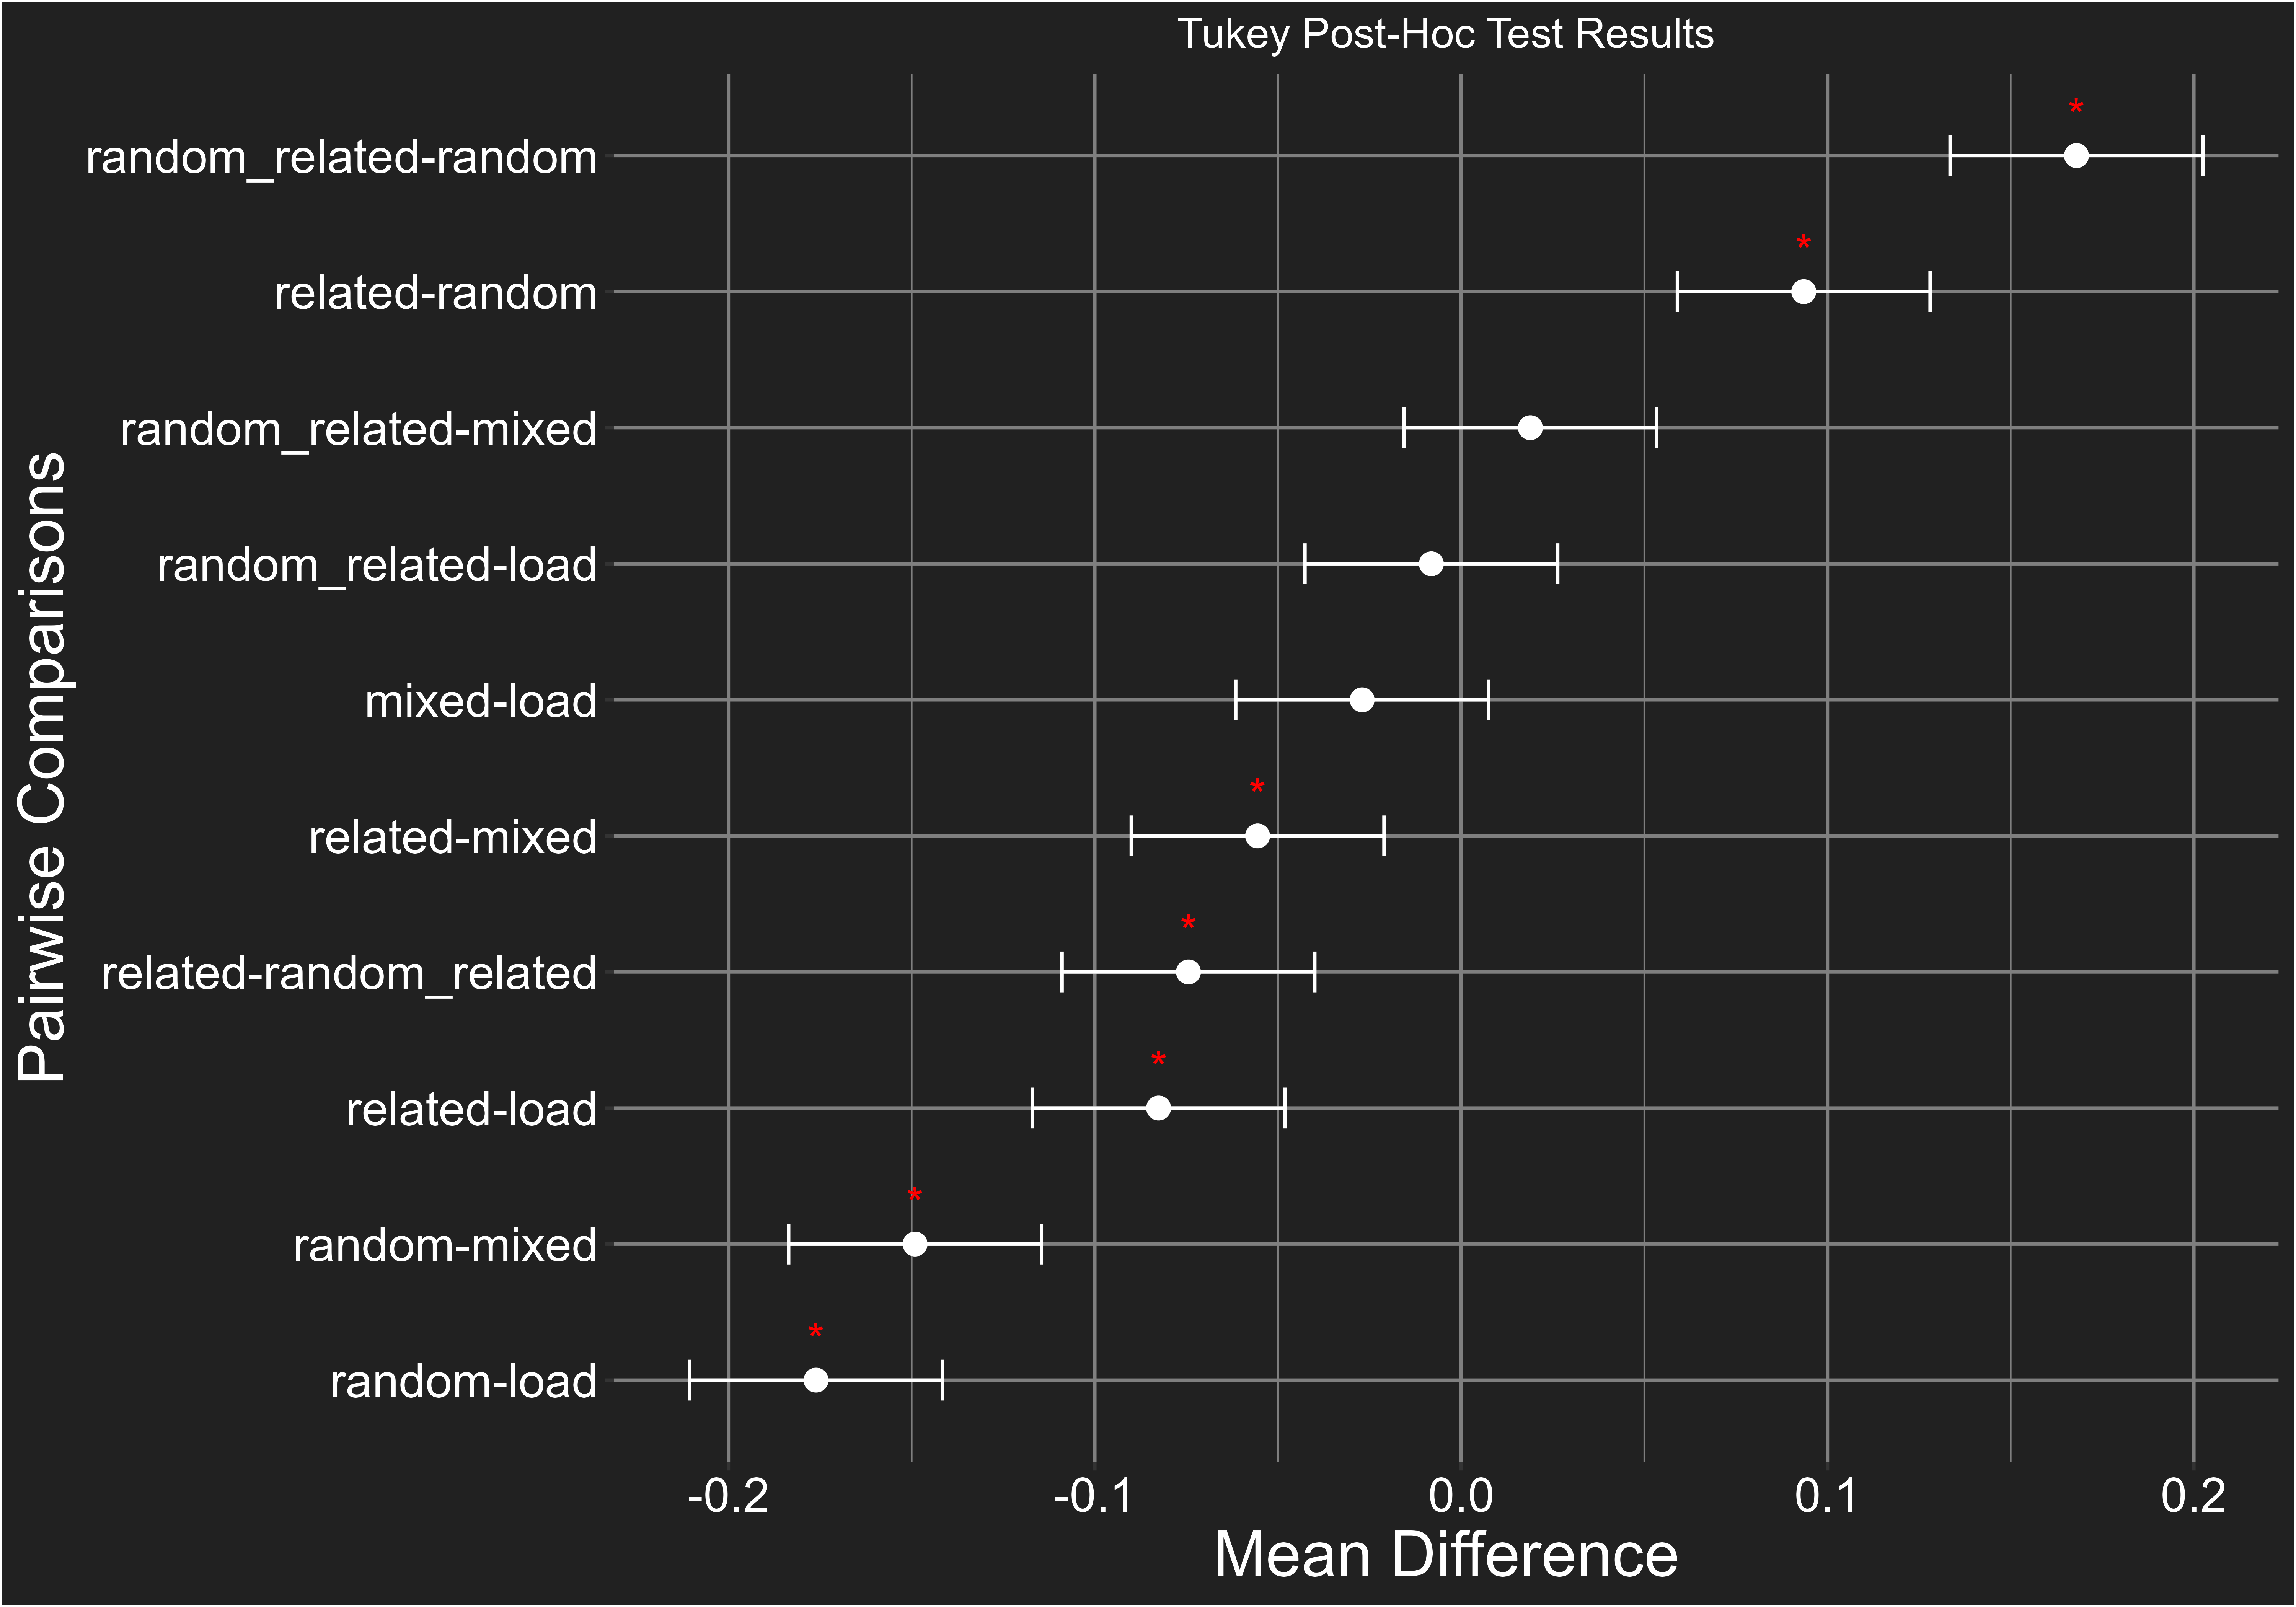 Tukey Post-Hoc Test Results
*
random_related-random
*
related-random
random_related-mixed
random_related-load
mixed-load
*
related-mixed
*
related-random_related
*
related-load
*
random-mixed
*
random-load
Pairwise Comparisons
-0.2 -0.1 0.0 0.1 0.2
Mean Difference